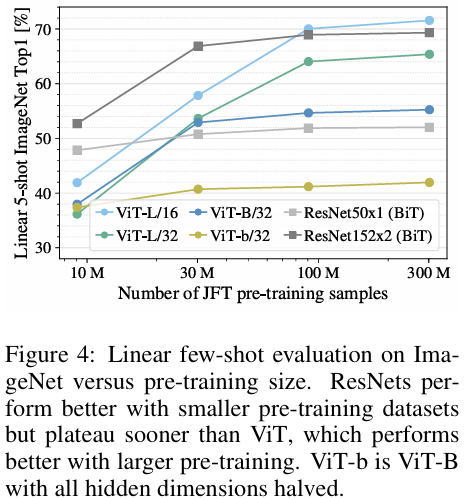 Linear 5-shot ImageNet Top1 [%]
70
60
50
40
30
ViT-L/16
ViT-B/32
ResNet50x1 (BiT)
ViT-L/32
ViT-b/32
ResNet152x2 (BiT)
10 M
30 M
100 M
300 M
Number of JFT pre-training samples
Figure 4: Linear few-shot evaluation on Ima-
geNet versus pre-training size. ResNets per-
form better with smaller pre-training datasets
but plateau sooner than ViT, which performs
better with larger pre-training. ViT-b is ViT-B
with all hidden dimensions halved.